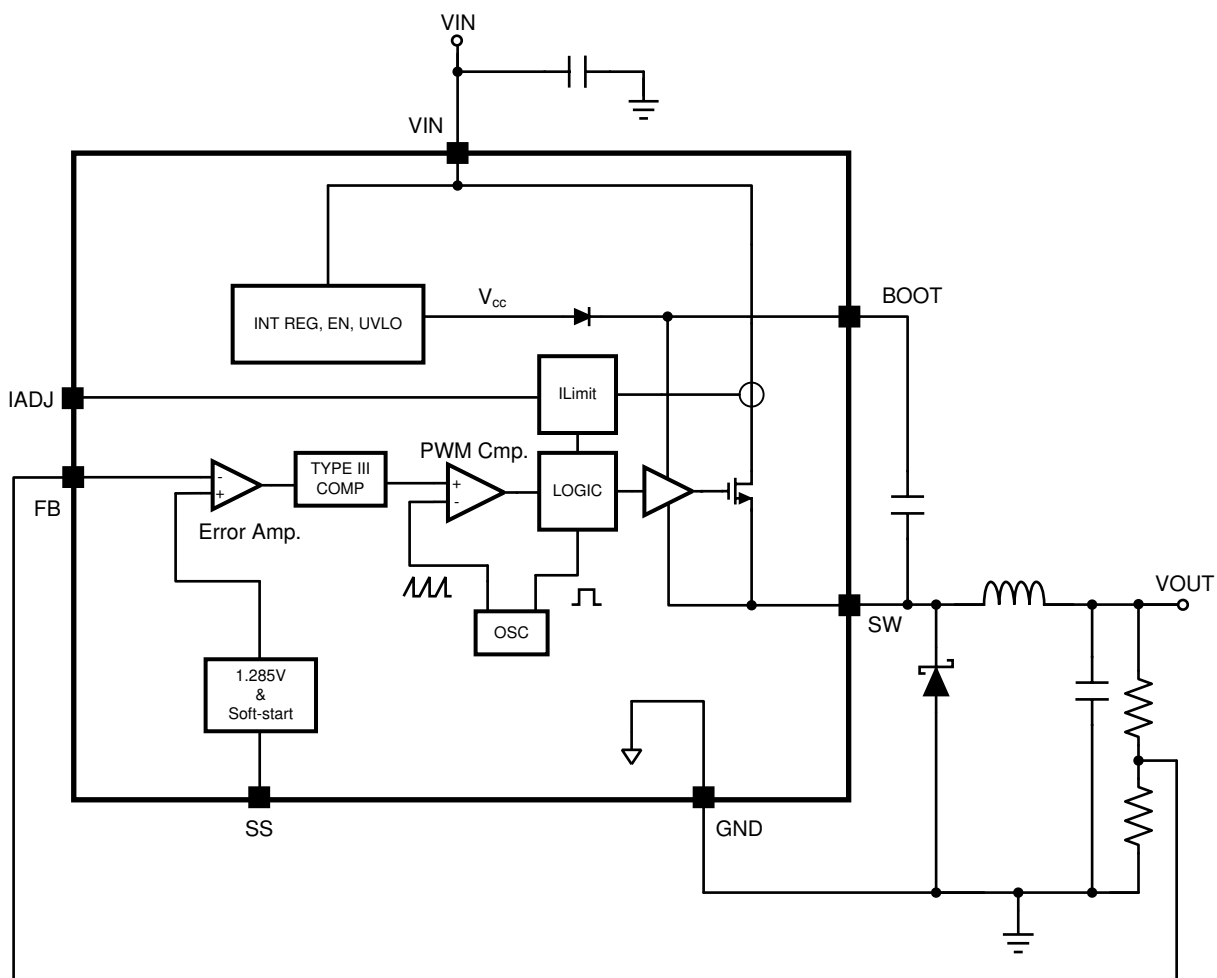 VIN
VIN
V_cc
BOOT
INT REG, EN, UVLO
IADJ
ILimit
PWM Cmp.
FB
-
+
TYPE III
COMP
+
-
LOGIC
Error Amp.
OSC
SW
VOUT
1.285V
&
Soft-start
SS
GND